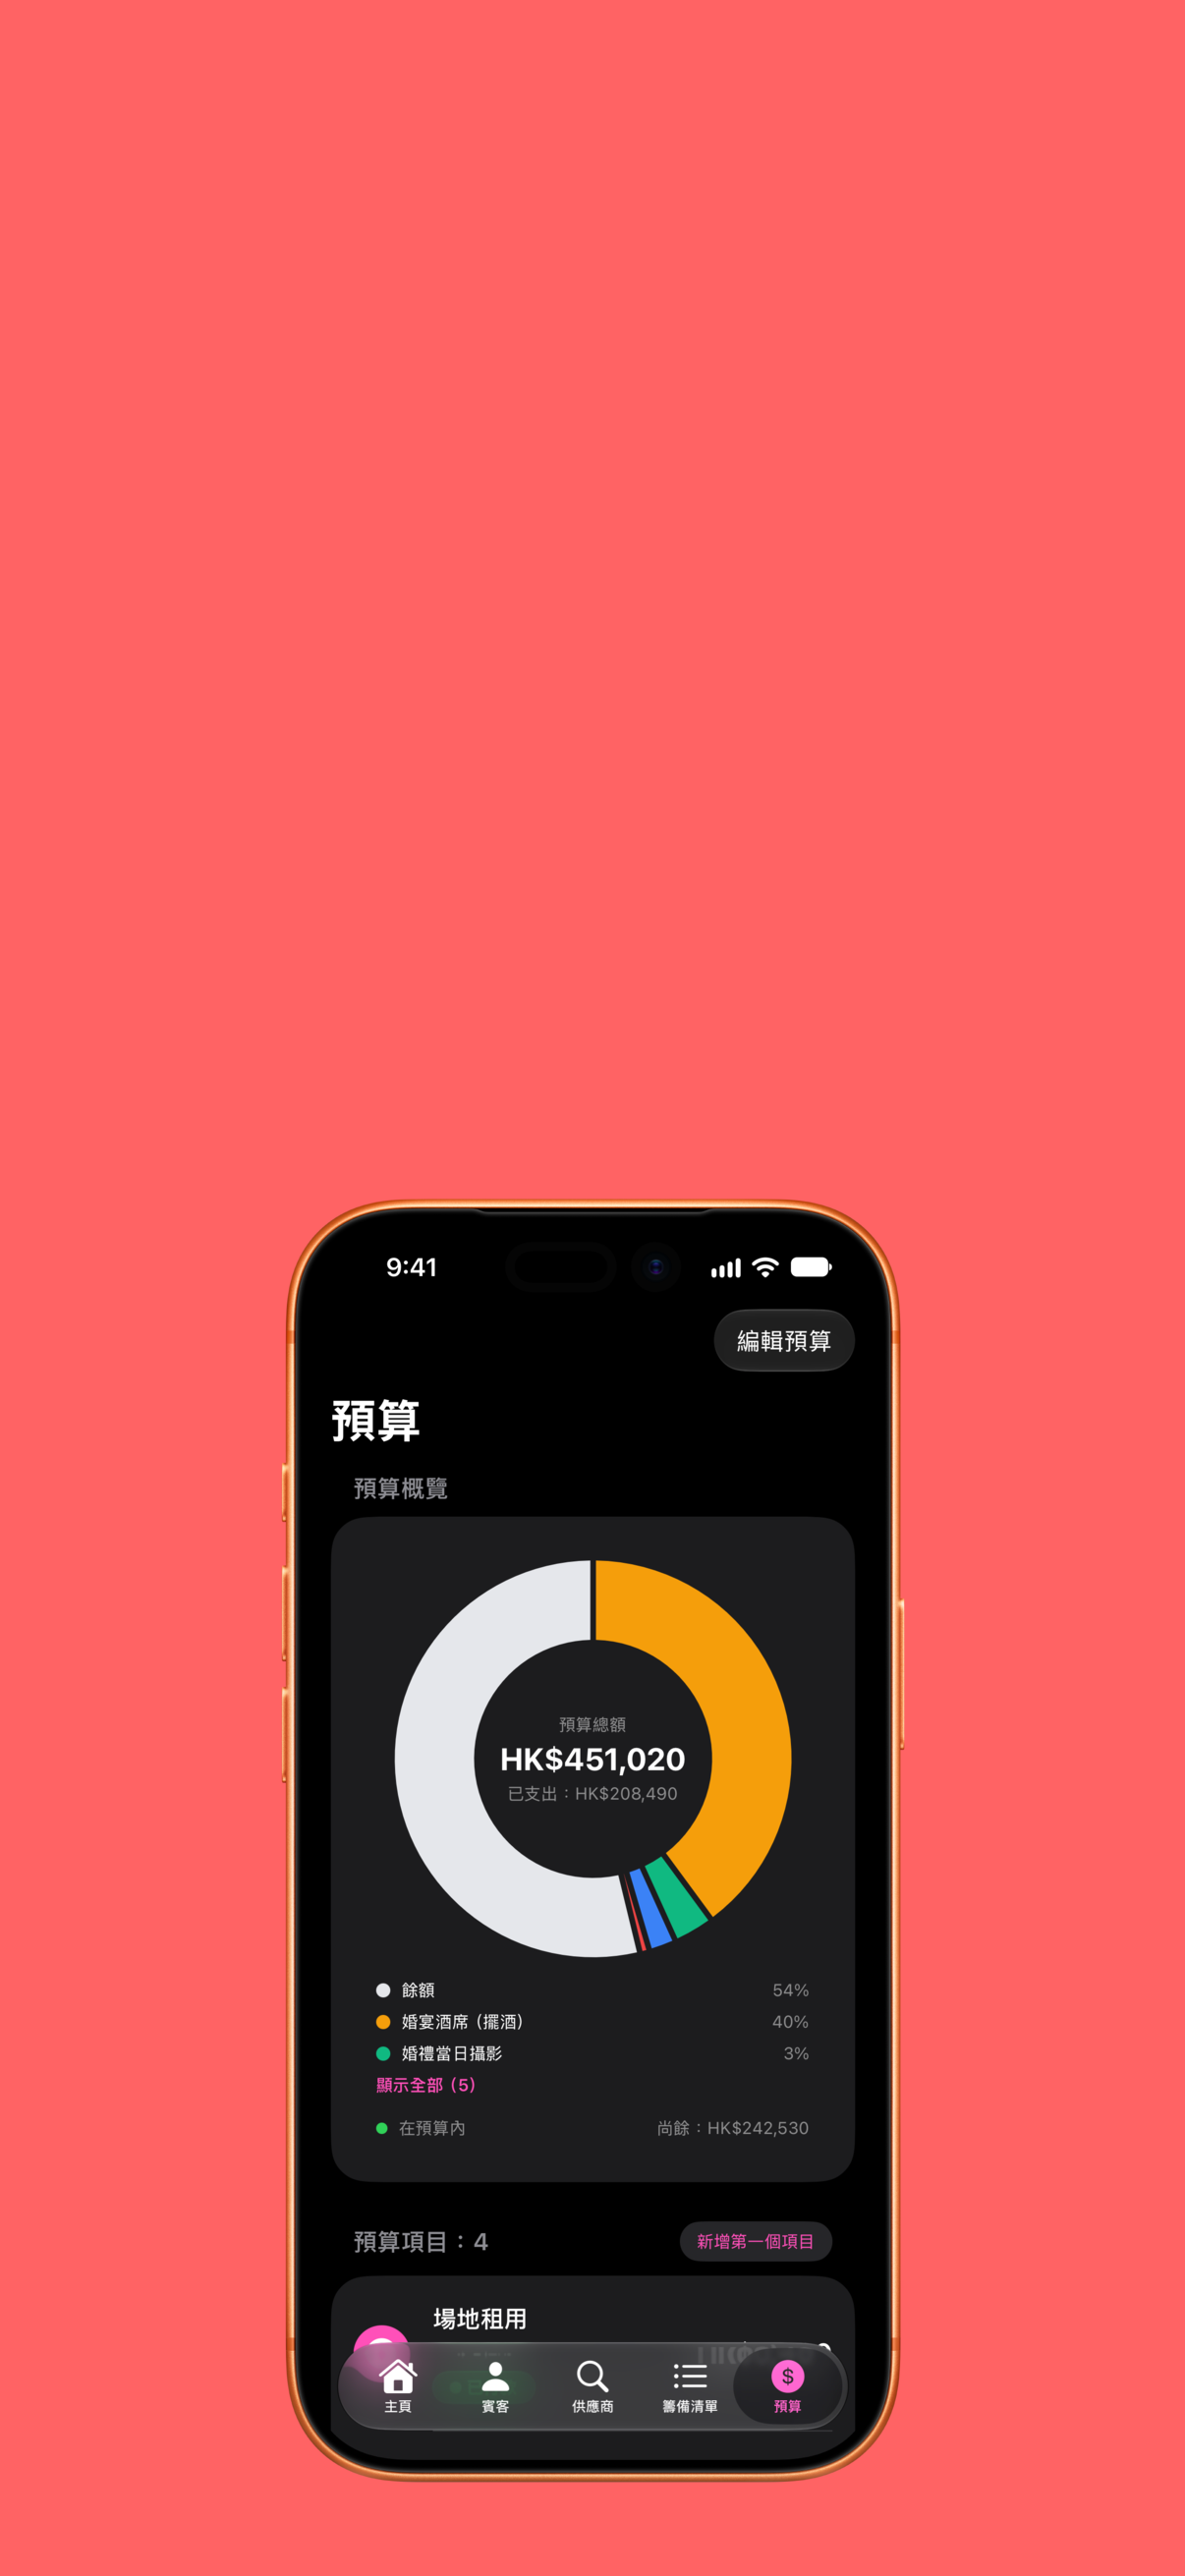 9:41
編輯預算
預算
預算概覽
預算總額
HK$451,020
已支出：HK$208,490
餘額 54%
婚宴酒席（擺酒） 40%
婚禮當日攝影 3%
顯示全部（5）
在預算內 尚餘：HK$242,530
預算項目：4 新增第一個項目
場地租用
主頁 賓客 供應商 籌備清單 $ 預算